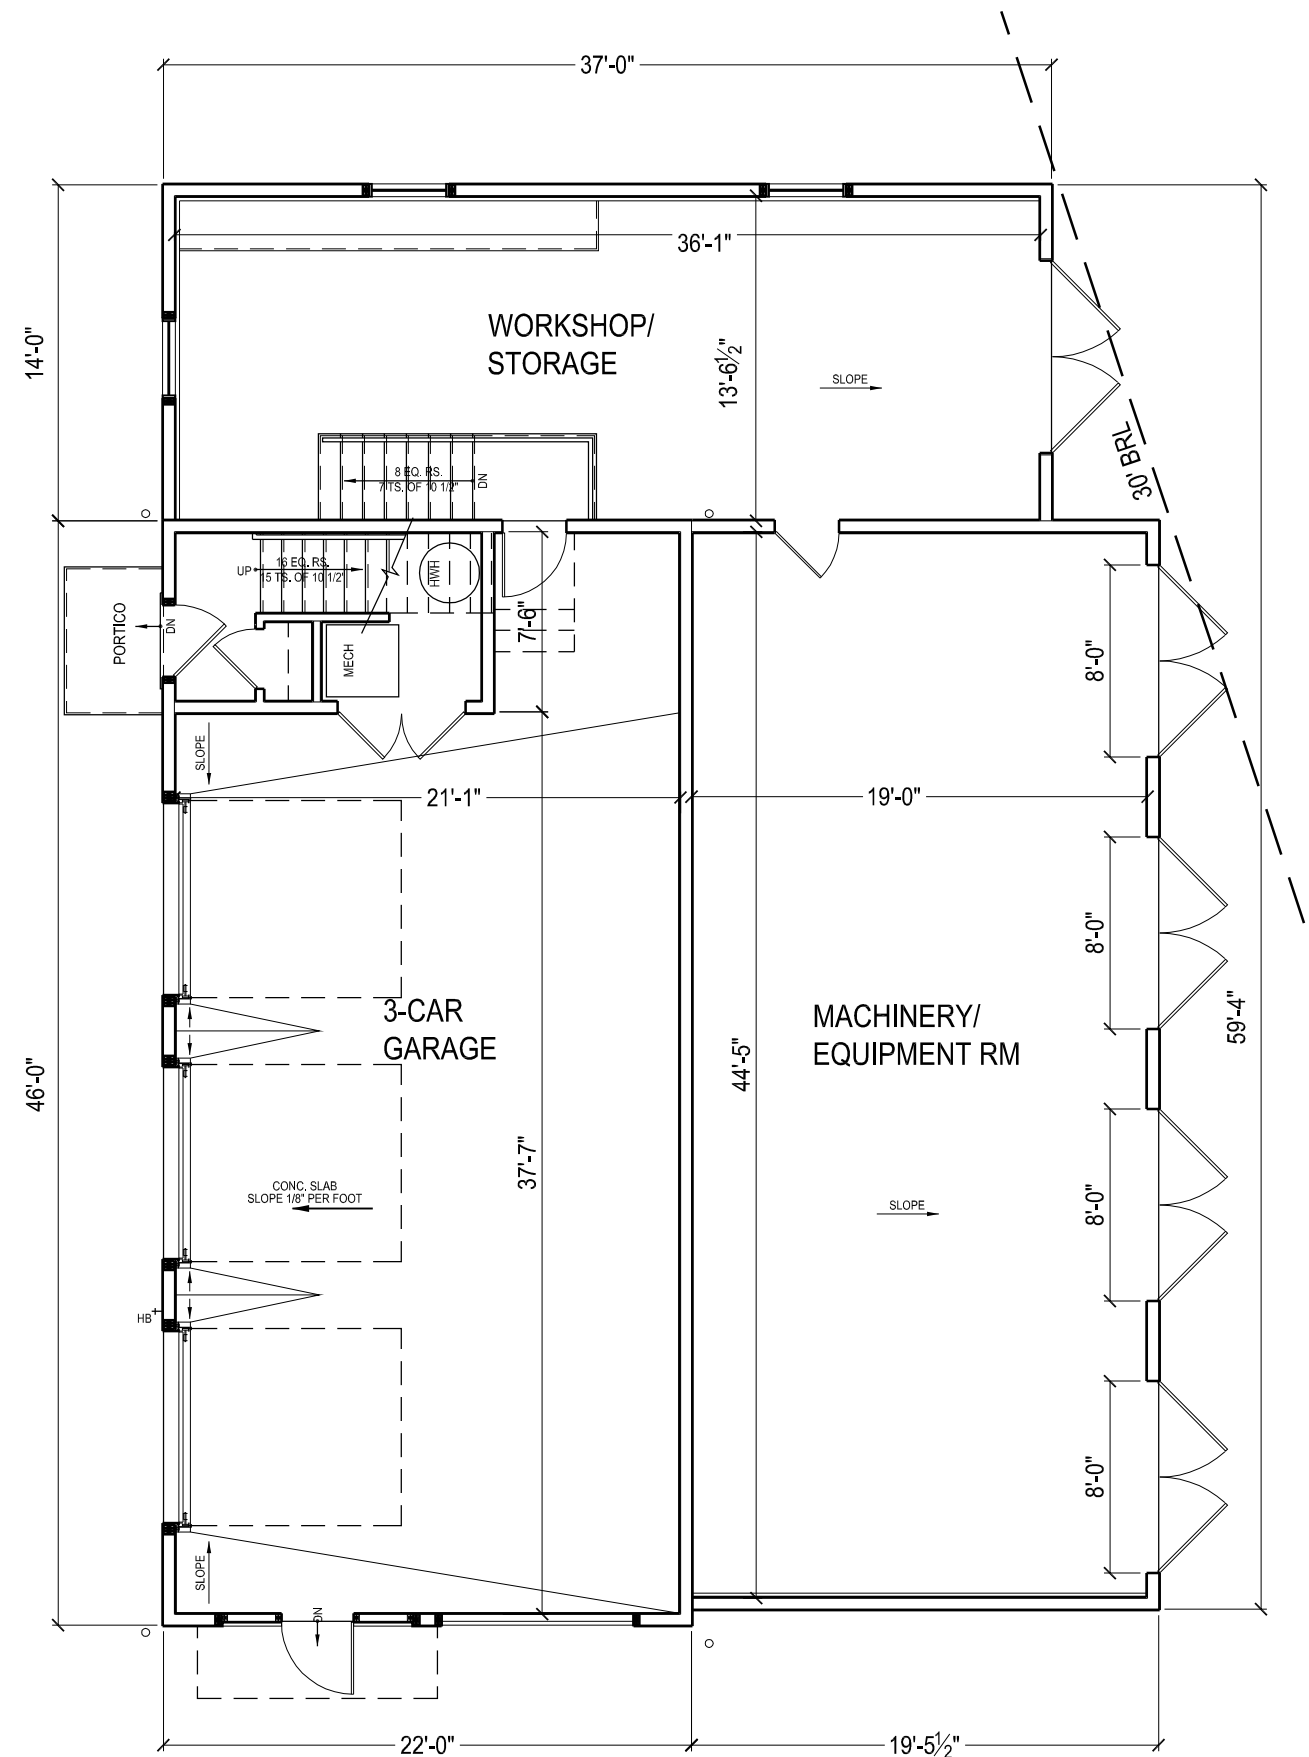 37'-0"
36'-1"
WORKSHOP/
STORAGE
14'-0"
13'-6½"
SLOPE
30' BRL
8 EQ. RS.
7 TS. OF 10 1/2"
DN
16 EQ. RS.
15 TS. OF 10 1/2"
UP
HWH
PORTICO
DN
MECH
7'-6"
8'-0"
SLOPE
21'-1"
19'-0"
8'-0"
3-CAR
GARAGE
MACHINERY/
EQUIPMENT RM
59'-4"
46'-0"
44'-5"
37'-7"
CONC. SLAB
SLOPE 1/8" PER FOOT
SLOPE
8'-0"
HB
8'-0"
SLOPE
DN
22'-0"
19'-5½"